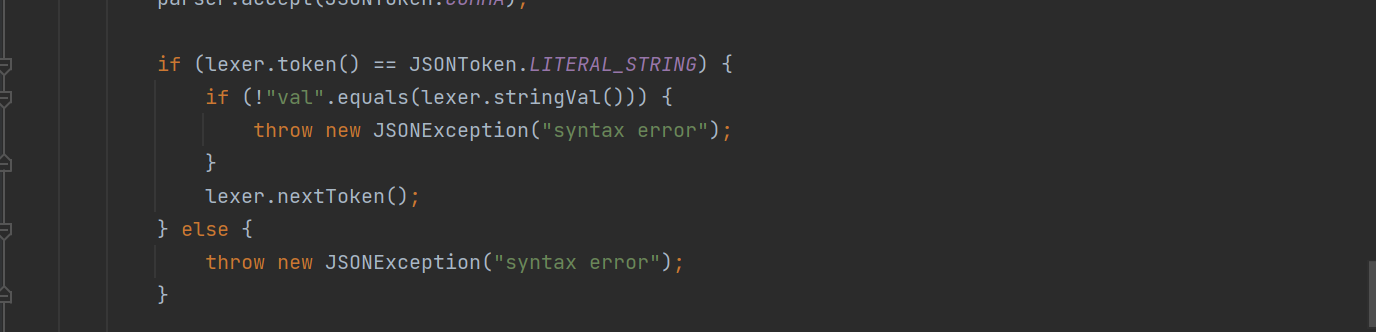 parser.accept(JSONToken.COMMA);
if (lexer.token() == JSONToken.LITERAL_STRING) {
if (!"val".equals(lexer.stringVal())) {
throw new JSONException("syntax error");
}
lexer.nextToken();
} else {
throw new JSONException("syntax error");
}